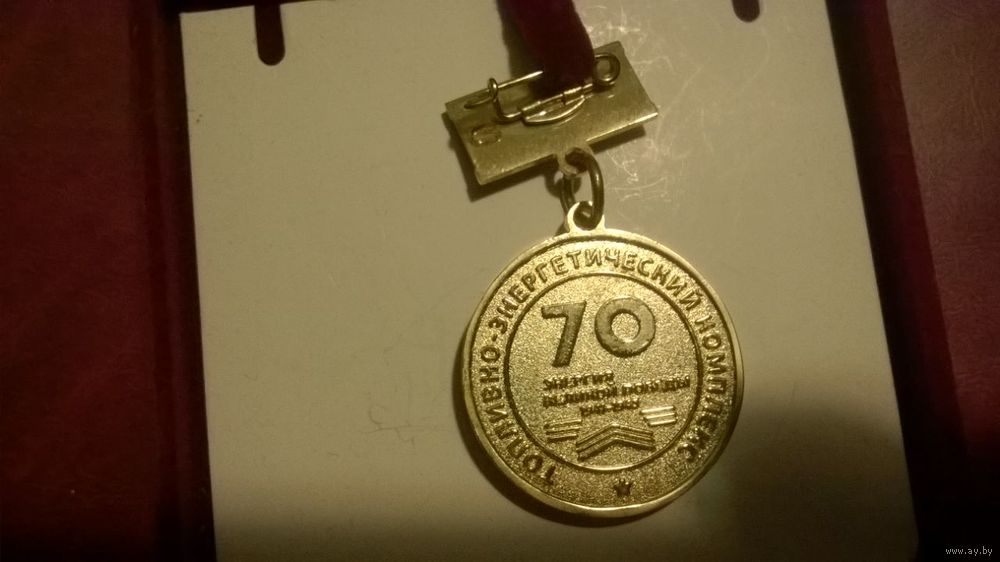 ТОПЛИВНО-ЭНЕРГЕТИЧЕСКИЙ КОМПЛЕКС
70
ЭНЕРГИЯ
ВЕЛИКОЙ ПОБЕДЫ
www.ay.by